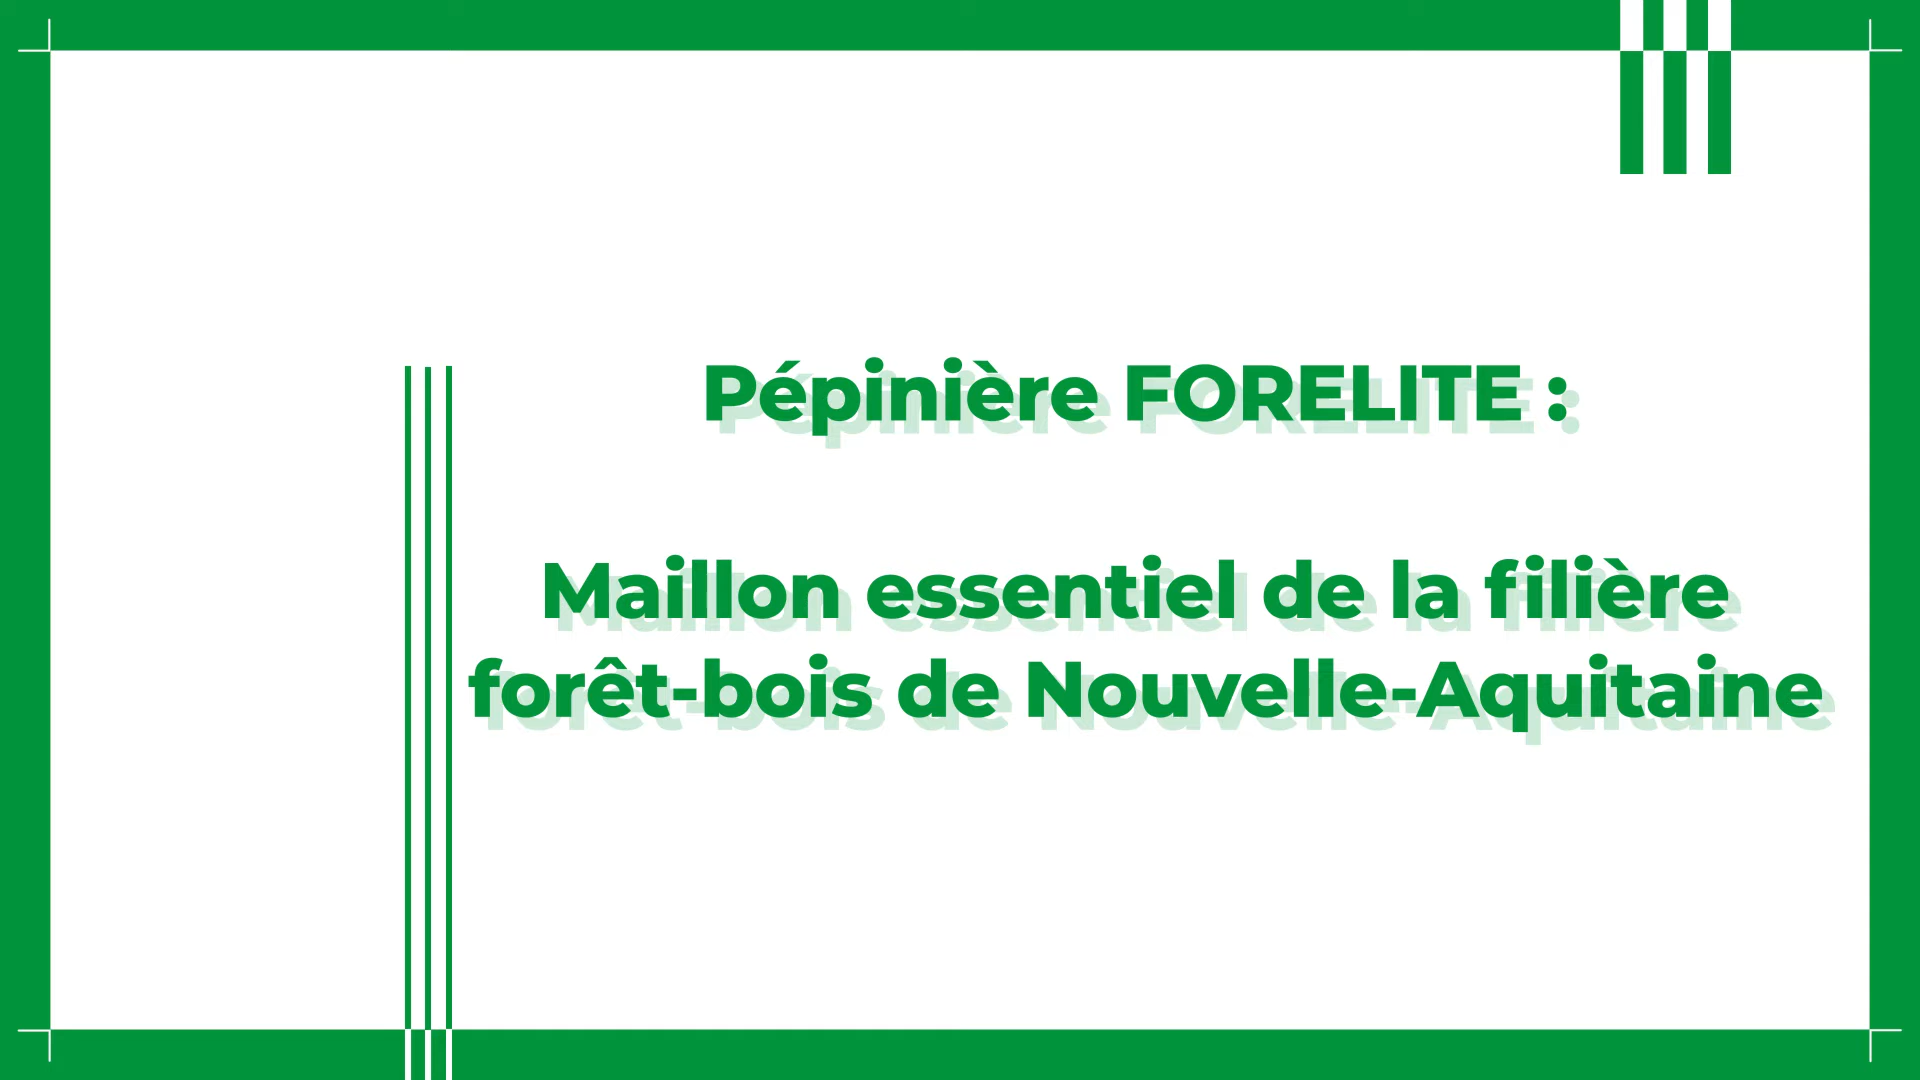 Pépinière FORELITE :
Maillon essentiel de la filière
forêt-bois de Nouvelle-Aquitaine